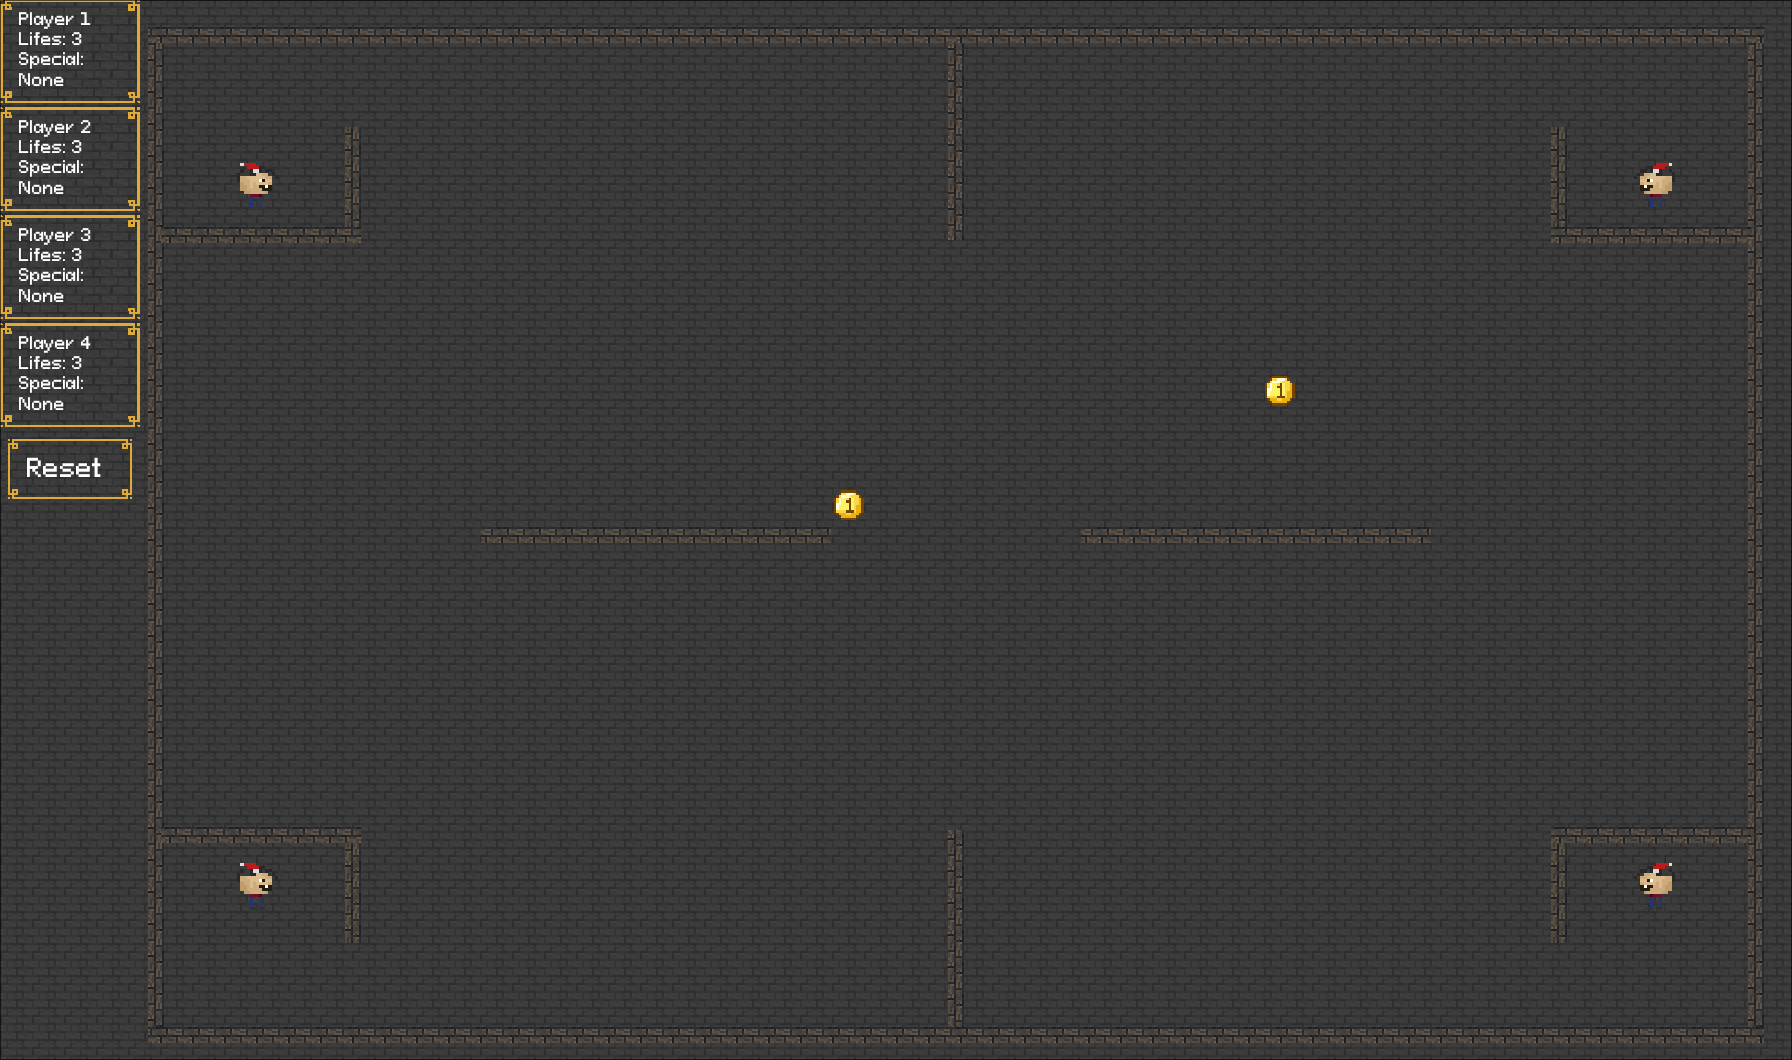 Player 1
Lifes: 3
Special:
None
Player 2
Lifes: 3
Special:
None
Player 3
Lifes: 3
Special:
None
Player 4
Lifes: 3
Special:
None
Reset
1
1